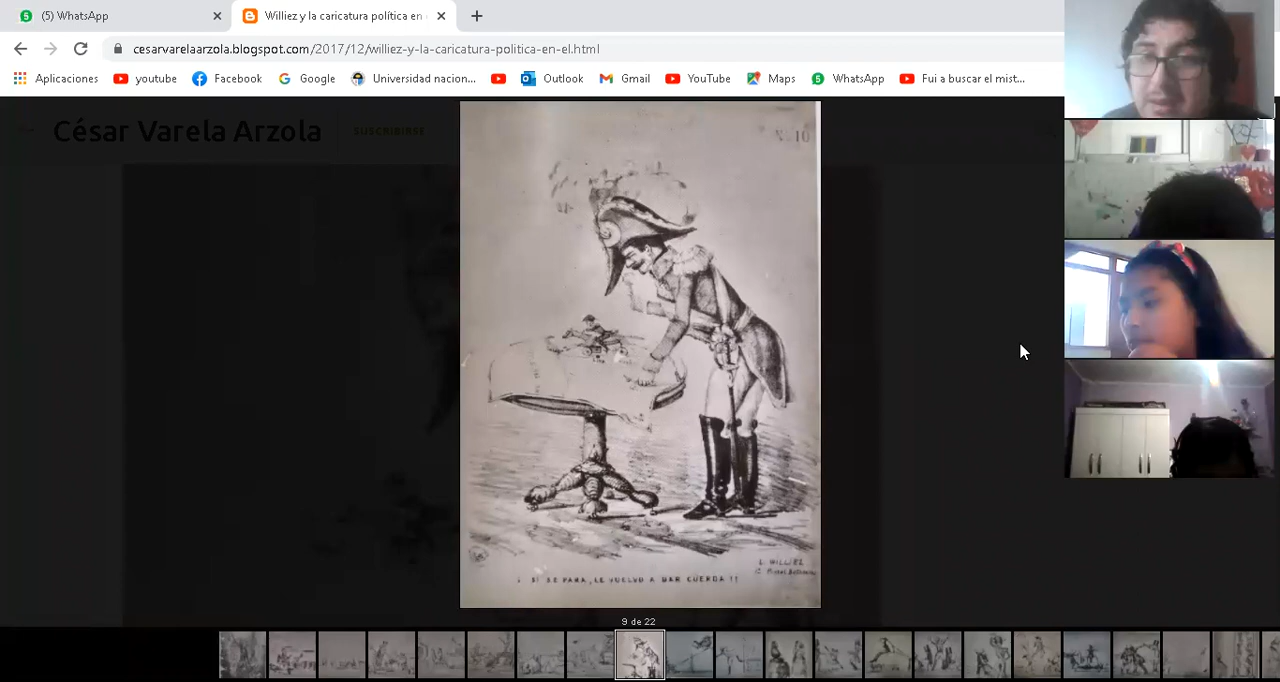 (5) WhatsApp
Williez y la caricatura política en
cesarvarelaarzola.blogspot.com/2017/12/williez-y-la-caricatura-politica-en-el.html
Aplicaciones youtube Facebook Google Universidad nacion... Outlook Gmail YouTube Maps WhatsApp Fui a buscar el mist...
César Varela Arzola SUSCRIBIRSE
L. WILLIEZ
¡ SI SE PARA, LE VUELVO A DAR CUERDA !!
9 de 22